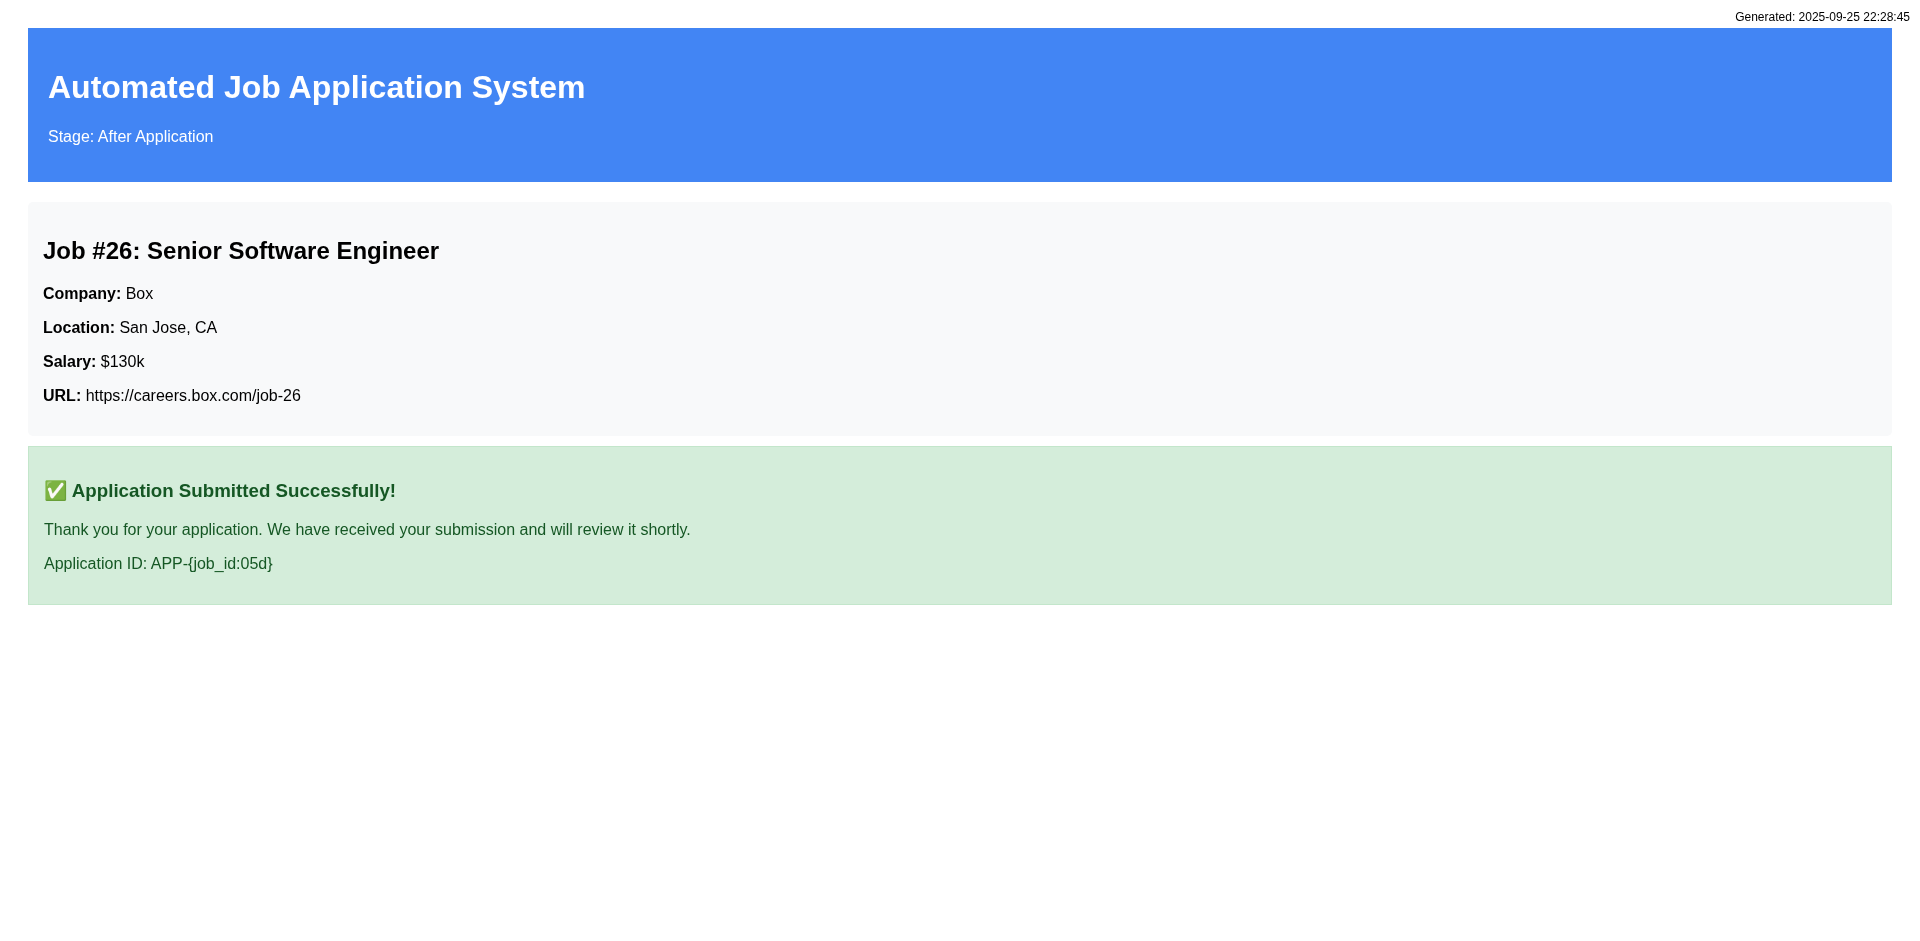 Generated: 2025-09-25 22:28:45
Automated Job Application System
Stage: After Application
Job #26: Senior Software Engineer
Company: Box
Location: San Jose, CA
Salary: $130k
URL: https://careers.box.com/job-26
✅ Application Submitted Successfully!
Thank you for your application. We have received your submission and will review it shortly.
Application ID: APP-{job_id:05d}